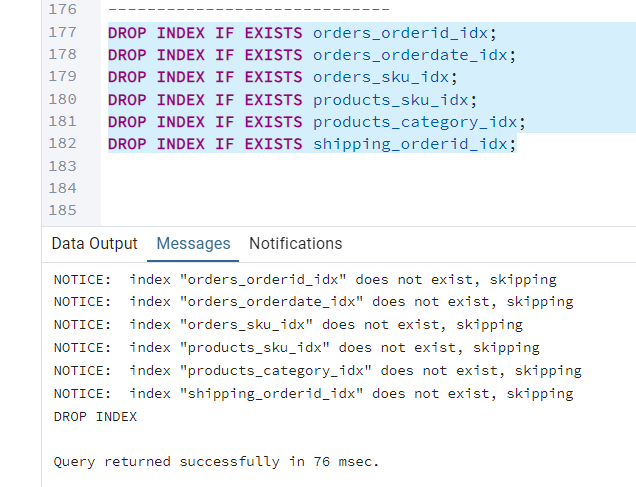 176 -----------------------------
177 DROP INDEX IF EXISTS orders_orderid_idx;
178 DROP INDEX IF EXISTS orders_orderdate_idx;
179 DROP INDEX IF EXISTS orders_sku_idx;
180 DROP INDEX IF EXISTS products_sku_idx;
181 DROP INDEX IF EXISTS products_category_idx;
182 DROP INDEX IF EXISTS shipping_orderid_idx;
183
184
185
Data Output Messages Notifications
NOTICE:  index "orders_orderid_idx" does not exist, skipping
NOTICE:  index "orders_orderdate_idx" does not exist, skipping
NOTICE:  index "orders_sku_idx" does not exist, skipping
NOTICE:  index "products_sku_idx" does not exist, skipping
NOTICE:  index "products_category_idx" does not exist, skipping
NOTICE:  index "shipping_orderid_idx" does not exist, skipping
DROP INDEX
Query returned successfully in 76 msec.